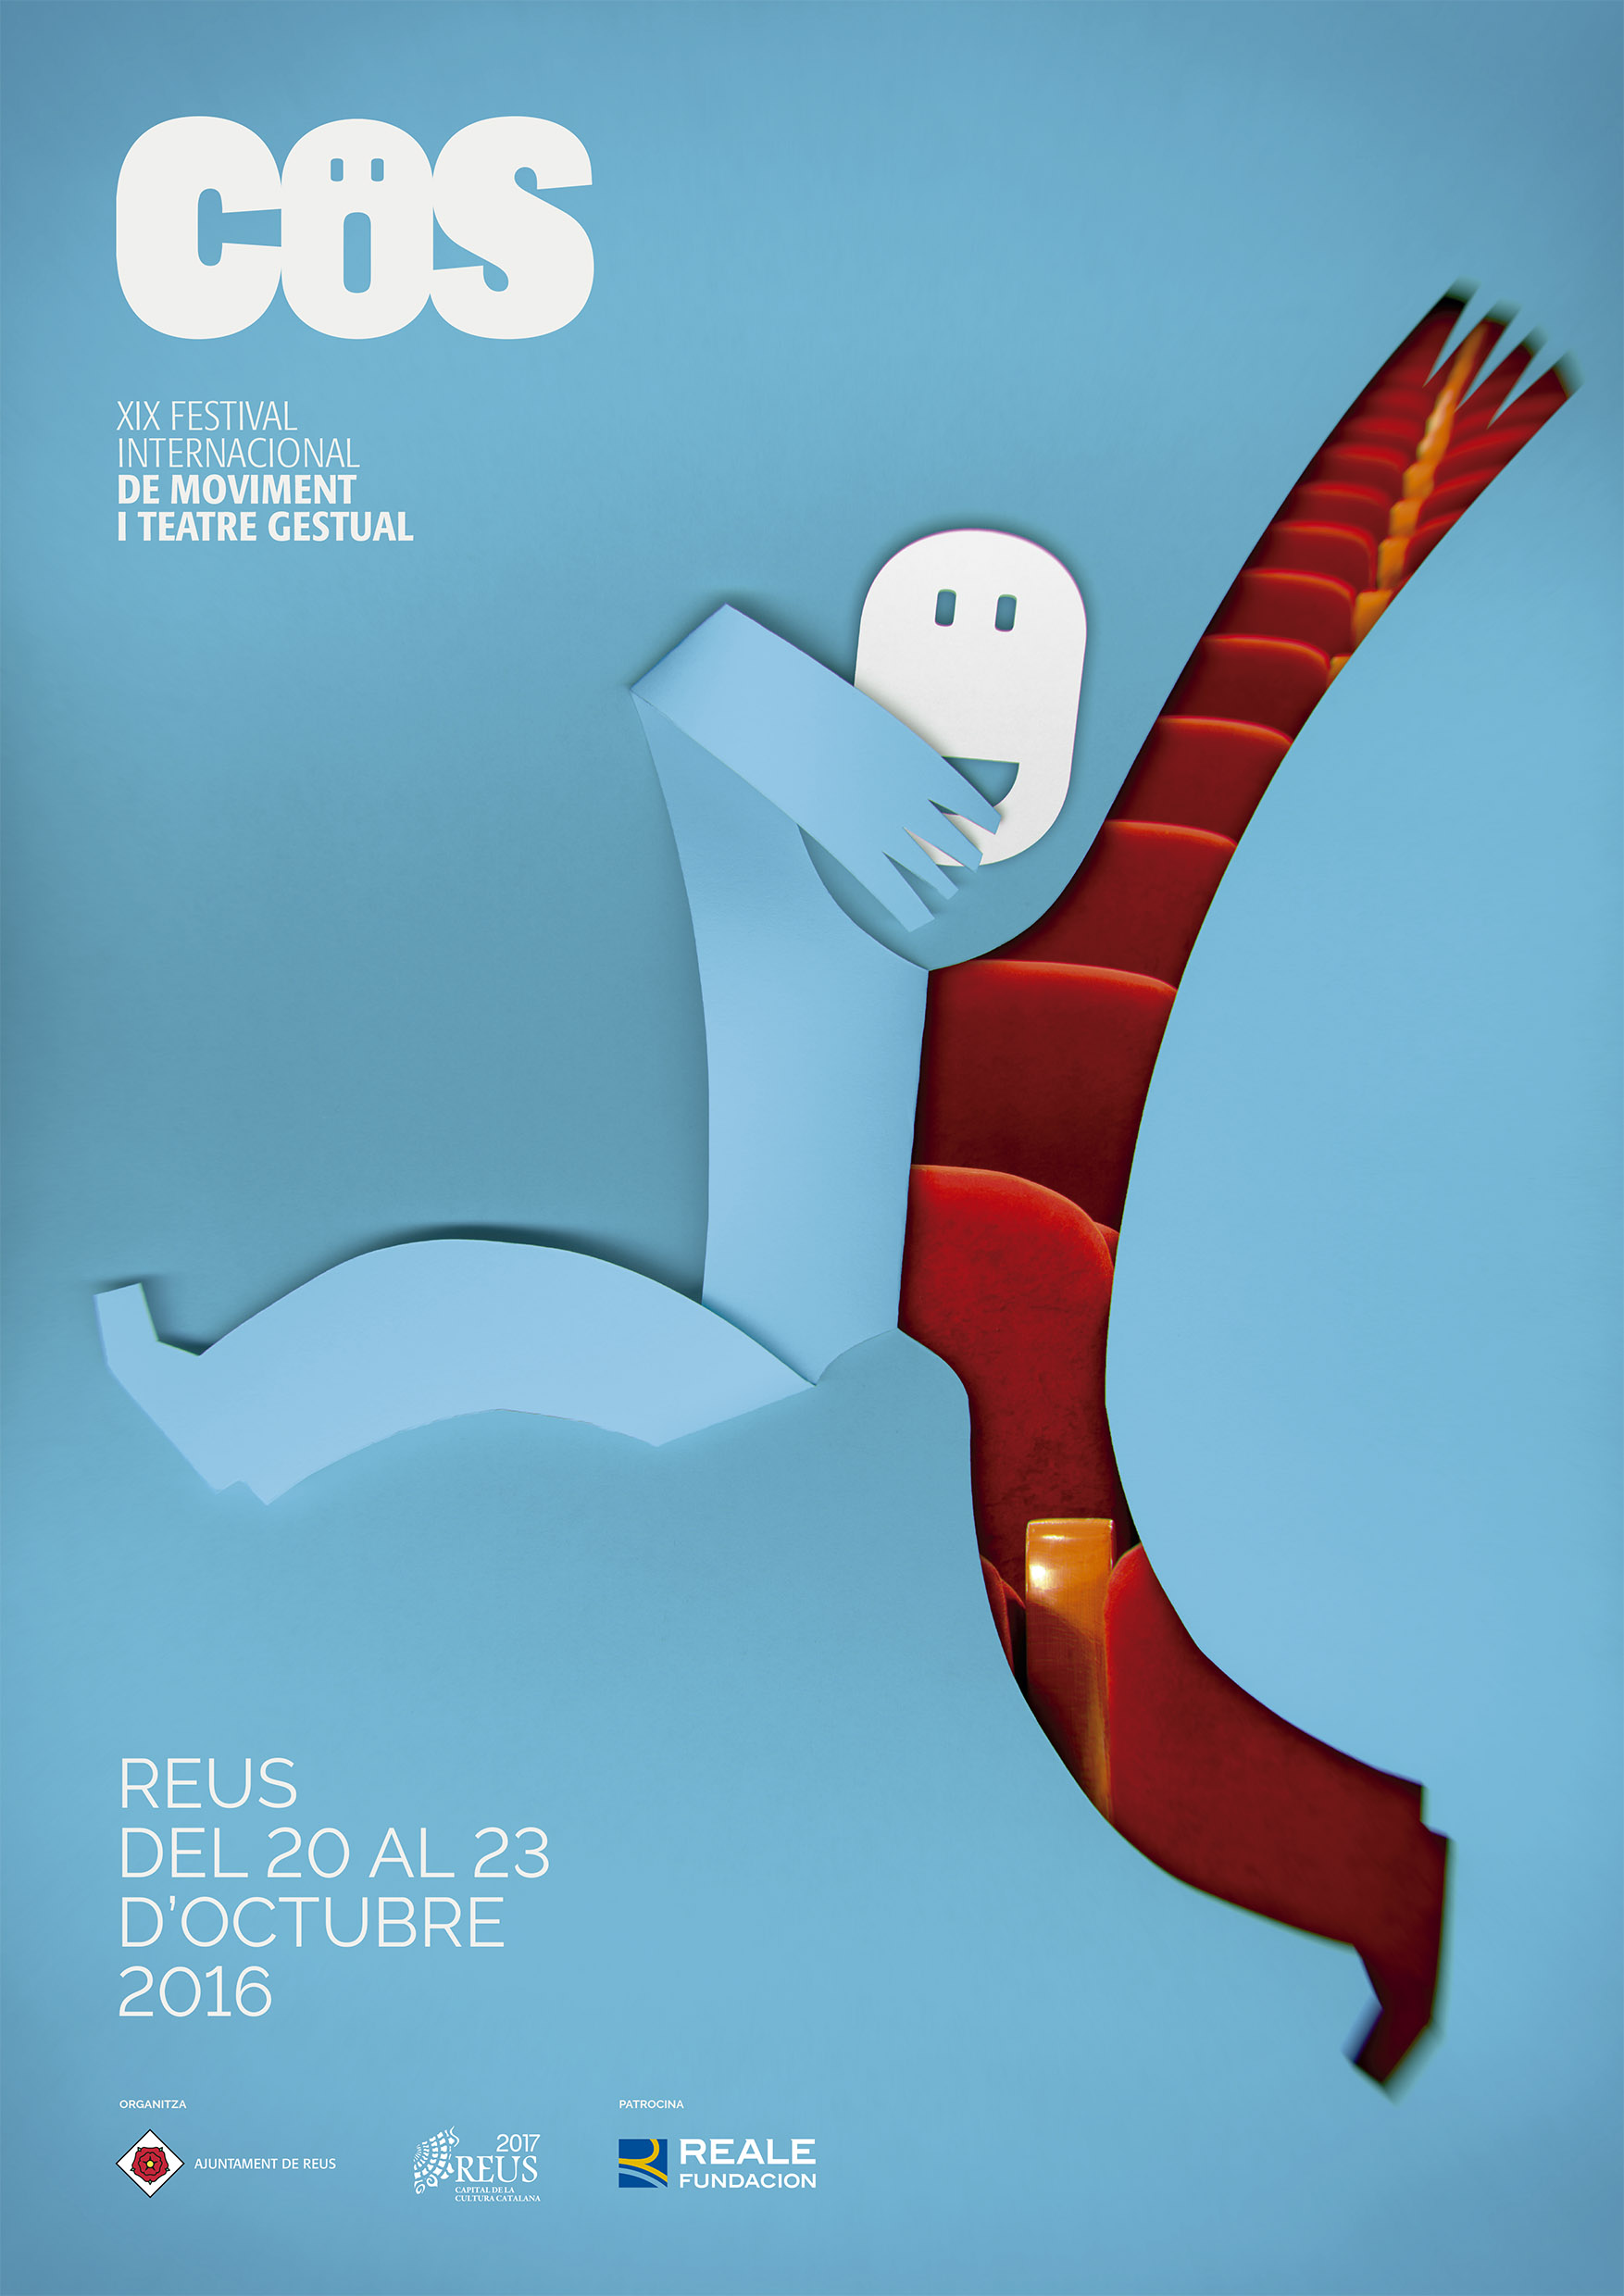 CÖS
XIX FESTIVAL
INTERNACIONAL
DE MOVIMENT
I TEATRE GESTUAL
REUS
DEL 20 AL 23
D'OCTUBRE
2016
ORGANITZA
AJUNTAMENT DE REUS
2017
REUS
CAPITAL DE LA
CULTURA CATALANA
PATROCINA
REALE
FUNDACION